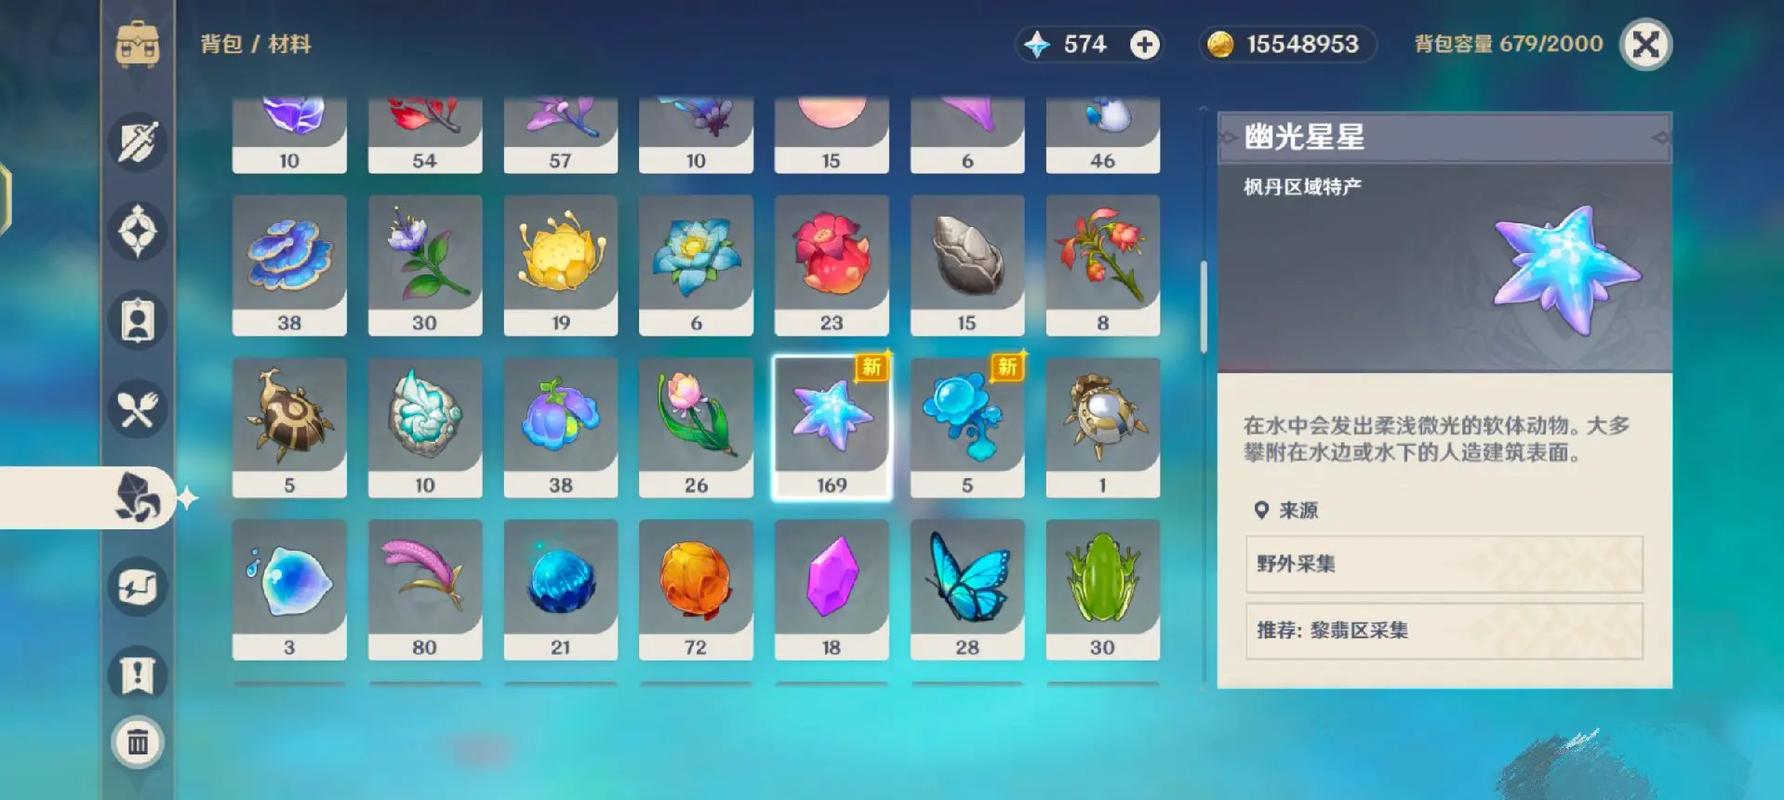 背包 / 材料
574
15548953
背包容量 679/2000
10 54 57 10 15 6 46
38 30 19 6 23 15 8
新 新
5 10 38 26 169 5 1
3 80 21 72 18 28 30
幽光星星
枫丹区域特产
在水中会发出柔浅微光的软体动物。大多
攀附在水边或水下的人造建筑表面。
来源
野外采集
推荐: 黎翡区采集